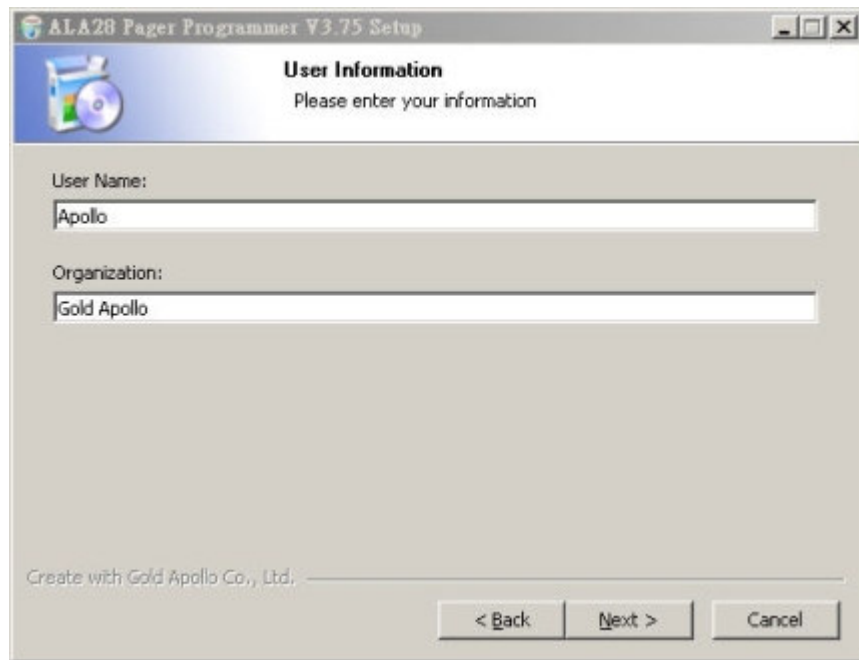 ALA28 Pager Programmer V3.75 Setup
User Information
Please enter your information
User Name:
Apollo
Organization:
Gold Apollo
Create with Gold Apollo Co., Ltd.
< Back
Next >
Cancel